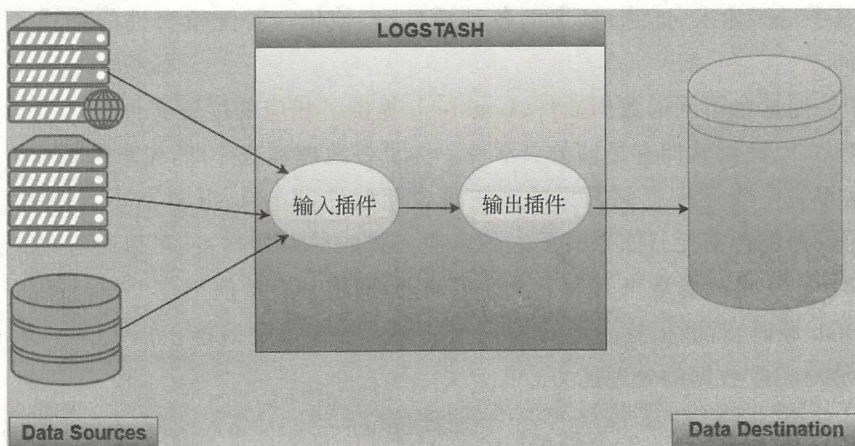 LOGSTASH
输入插件
输出插件
Data Sources
Data Destination